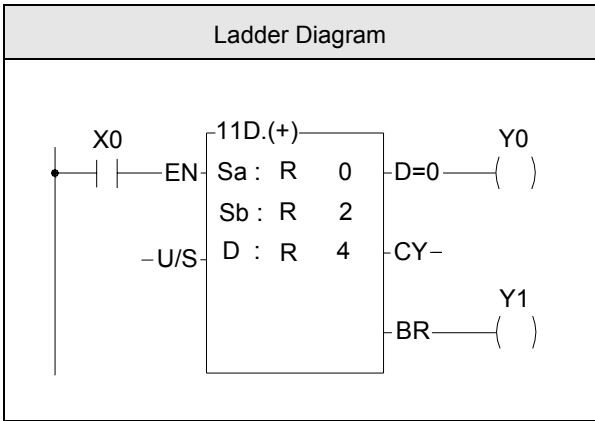 Ladder Diagram
X0
11D.(+)
Y0
EN
Sa : R 0
D=0
( )
Sb : R 2
U/S
D : R 4
CY
Y1
BR
( )